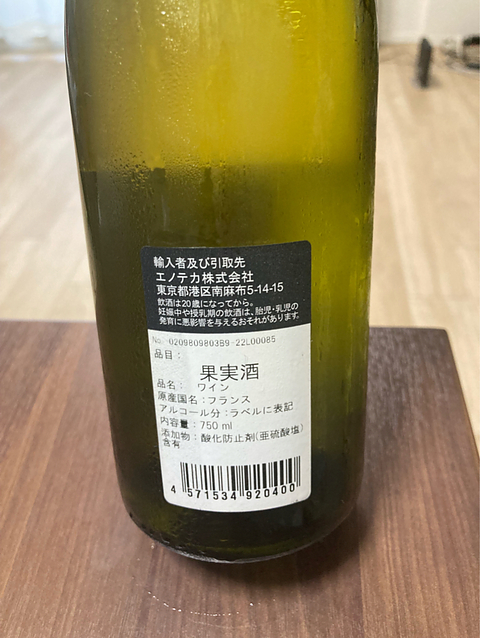 輸入者及び引取先
エノテカ株式会社
東京都港区南麻布5-14-15
飲酒は20歳になってから。
妊娠中や授乳期の飲酒は、胎児・乳児の
発育に悪影響を与えるおそれがあります。
No. 0209809803B9-22L00085
品目：
果実酒
品名： ワイン
原産国名：フランス
アルコール分：ラベルに表記
内容量：750 ml
添加物：酸化防止剤(亜硫酸塩)
含有
4 571534 920400